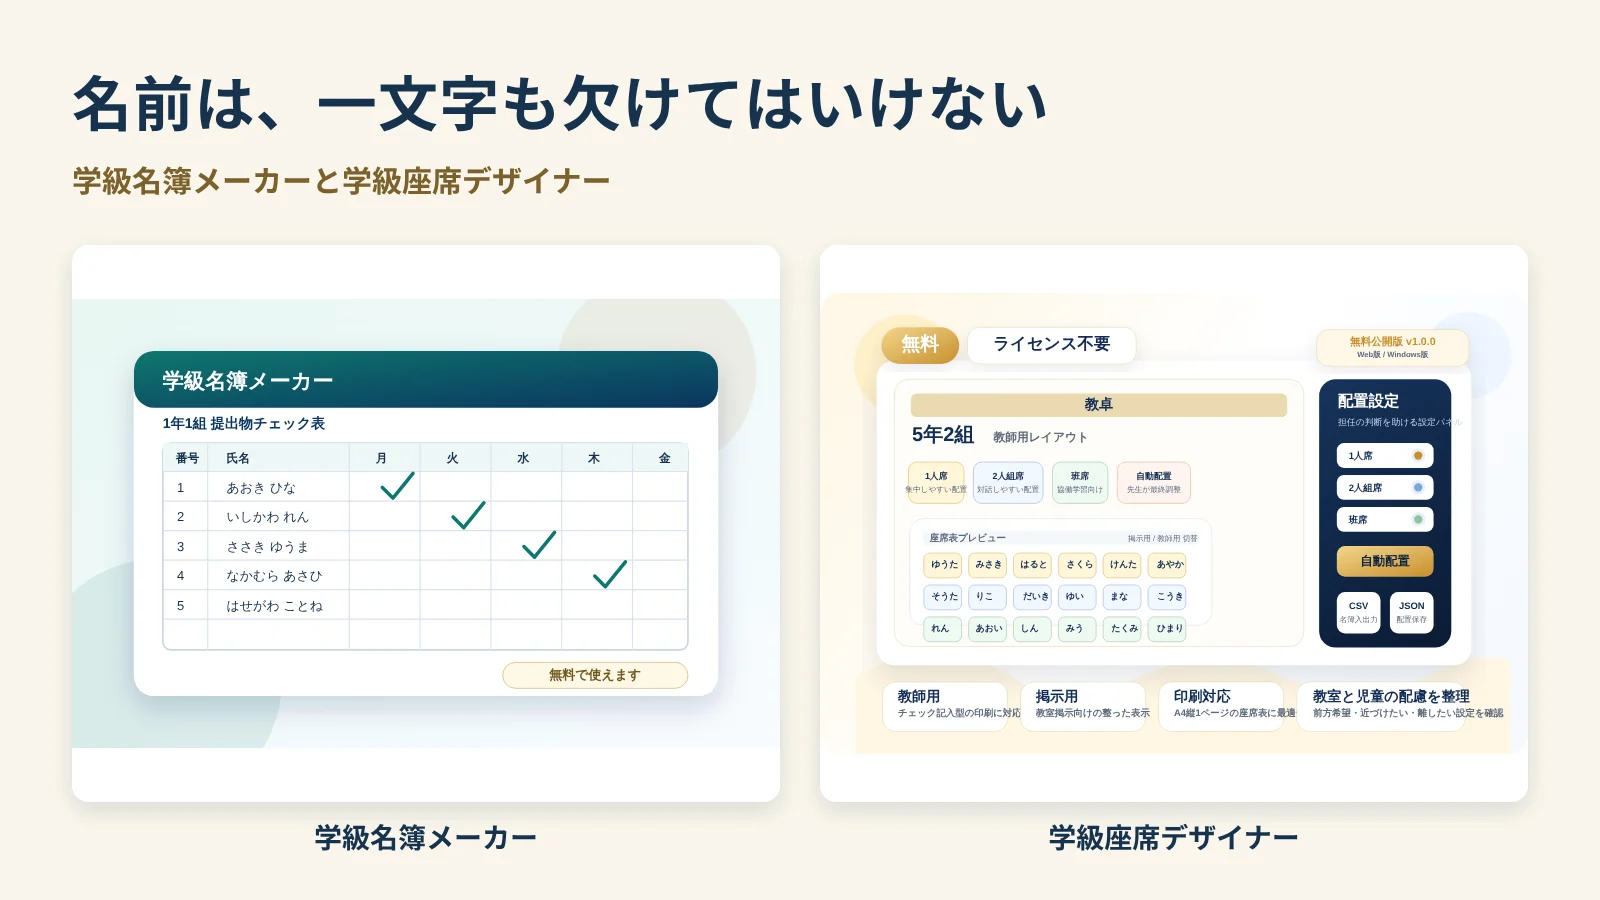 名前は、一文字も欠けてはいけない
学級名簿メーカーと学級座席デザイナー
学級名簿メーカー
1年1組 提出物チェック表
番号 氏名 月 火 水 木 金
1 あおき ひな
2 いしかわ れん
3 ささき ゆうま
4 なかむら あさひ
5 はせがわ ことね
無料で使えます
学級名簿メーカー
無料 ライセンス不要
無料公開版 v1.0.0
Web版 / Windows版
教卓
5年2組 教師用レイアウト
1人席 2人組席 班席 自動配置
集中しやすい配置 対話しやすい配置 協働学習向け 先生が最終調整
座席表プレビュー 掲示用 / 教師用 切替
ゆうた みさき はると さくら けんた あやか
そうた りこ だいき ゆい まな こうき
れん あおい しん みう たくみ ひまり
配置設定
担任の判断を助ける設定パネル
1人席
2人組席
班席
自動配置
CSV JSON
名簿入出力 配置保存
教師用 掲示用 印刷対応 教室と児童の配慮を整理
チェック記入型の印刷に対応 教室掲示向けの整った表示 A4縦1ページの座席表に最適 前方希望・近づけたい・離したい設定を確認
学級座席デザイナー